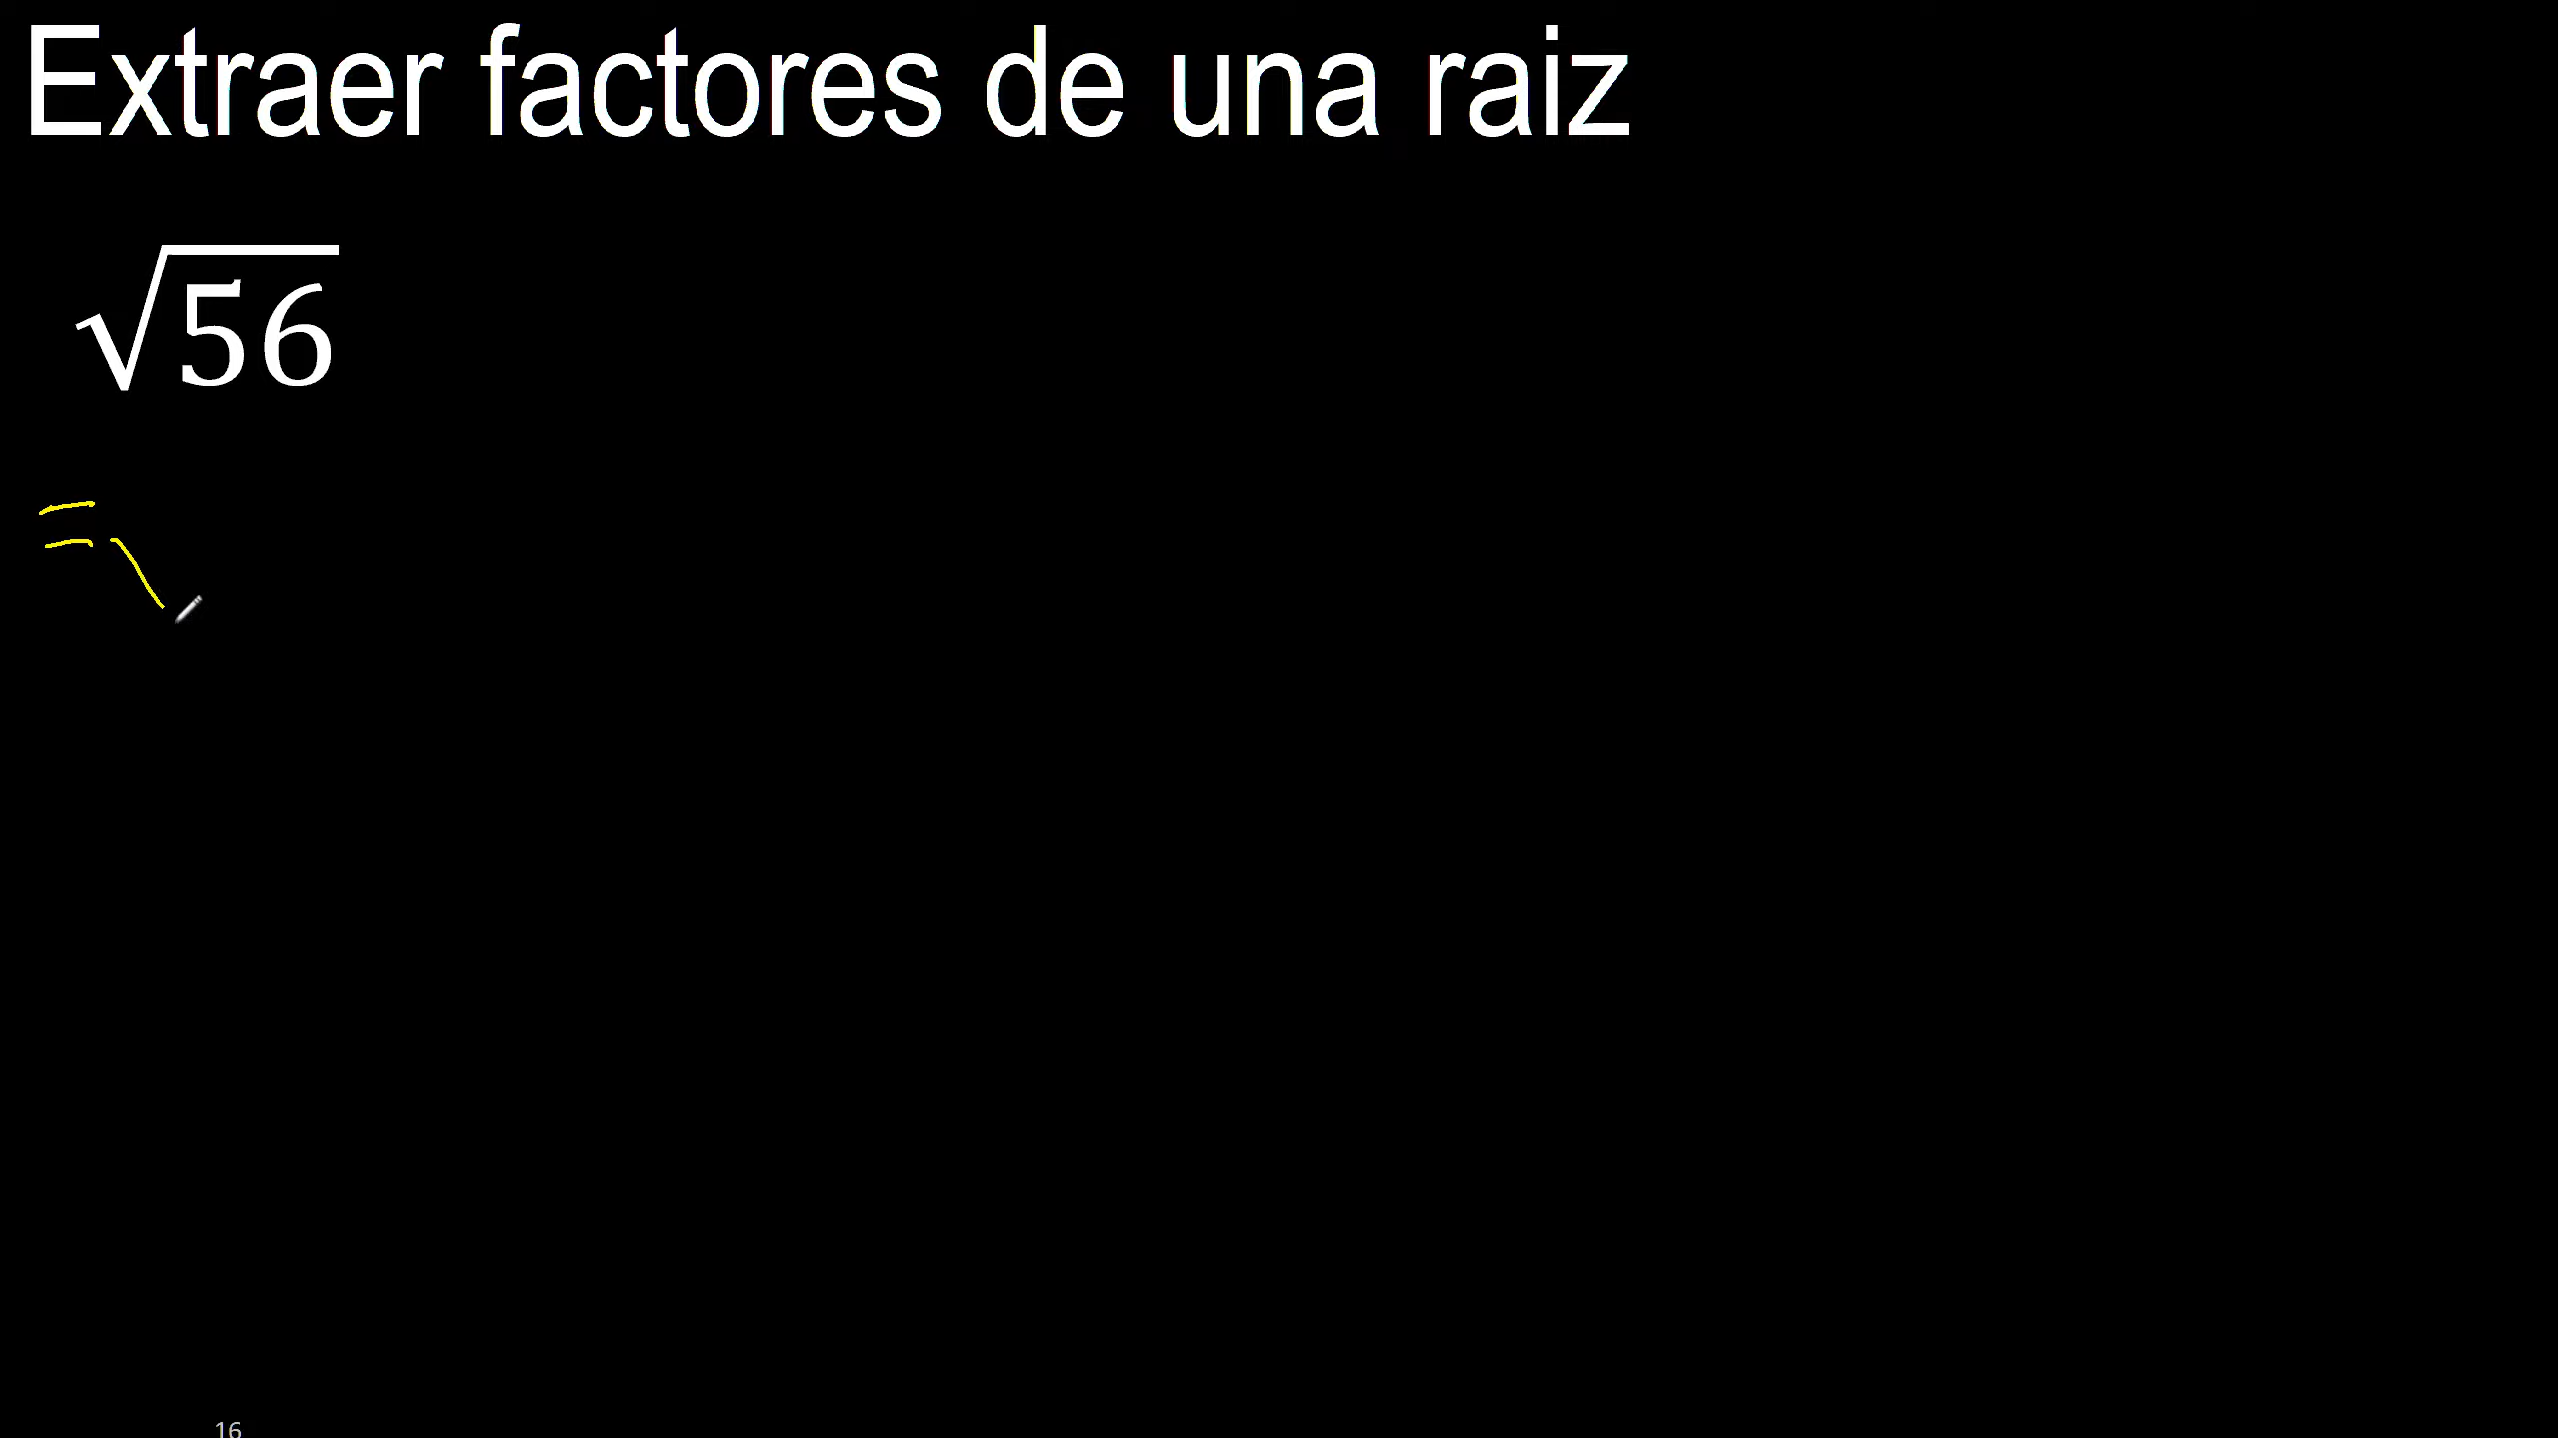 Extraer factores de una raiz
√56
=
16